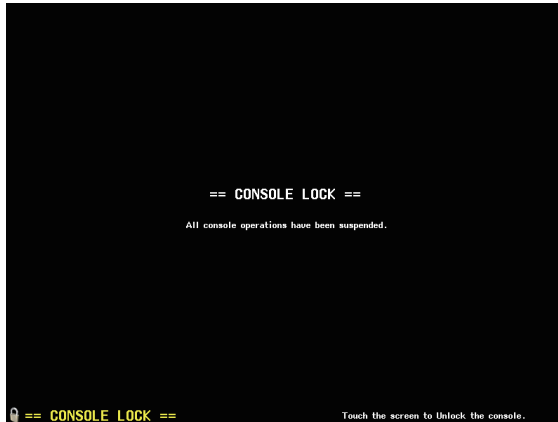 == CONSOLE LOCK ==
All console operations have been suspended.
== CONSOLE LOCK ==
Touch the screen to Unlock the console.